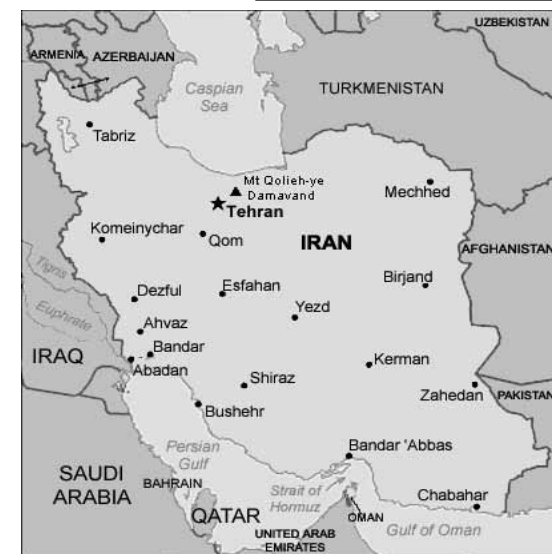 UZBEKISTAN
ARMENIA
AZERBAIJAN
Caspian
Sea
TURKMENISTAN
Tabriz
Mt Qolieh-ye
Damavand
Mechhed
Tehran
Komeinychar
Qom
IRAN
AFGHANISTAN
Tigris
Euphrate
Dezful
Esfahan
Birjand
Yezd
Ahvaz
Bandar
IRAQ
Abadan
Kerman
Shiraz
Zahedan
PAKISTAN
Bushehr
Persian
Gulf
Bandar 'Abbas
SAUDI
ARABIA
BAHRAIN
Strait of
Hormuz
Chabahar
QATAR
OMAN
Gulf of Oman
UNITED ARAB
EMIRATES